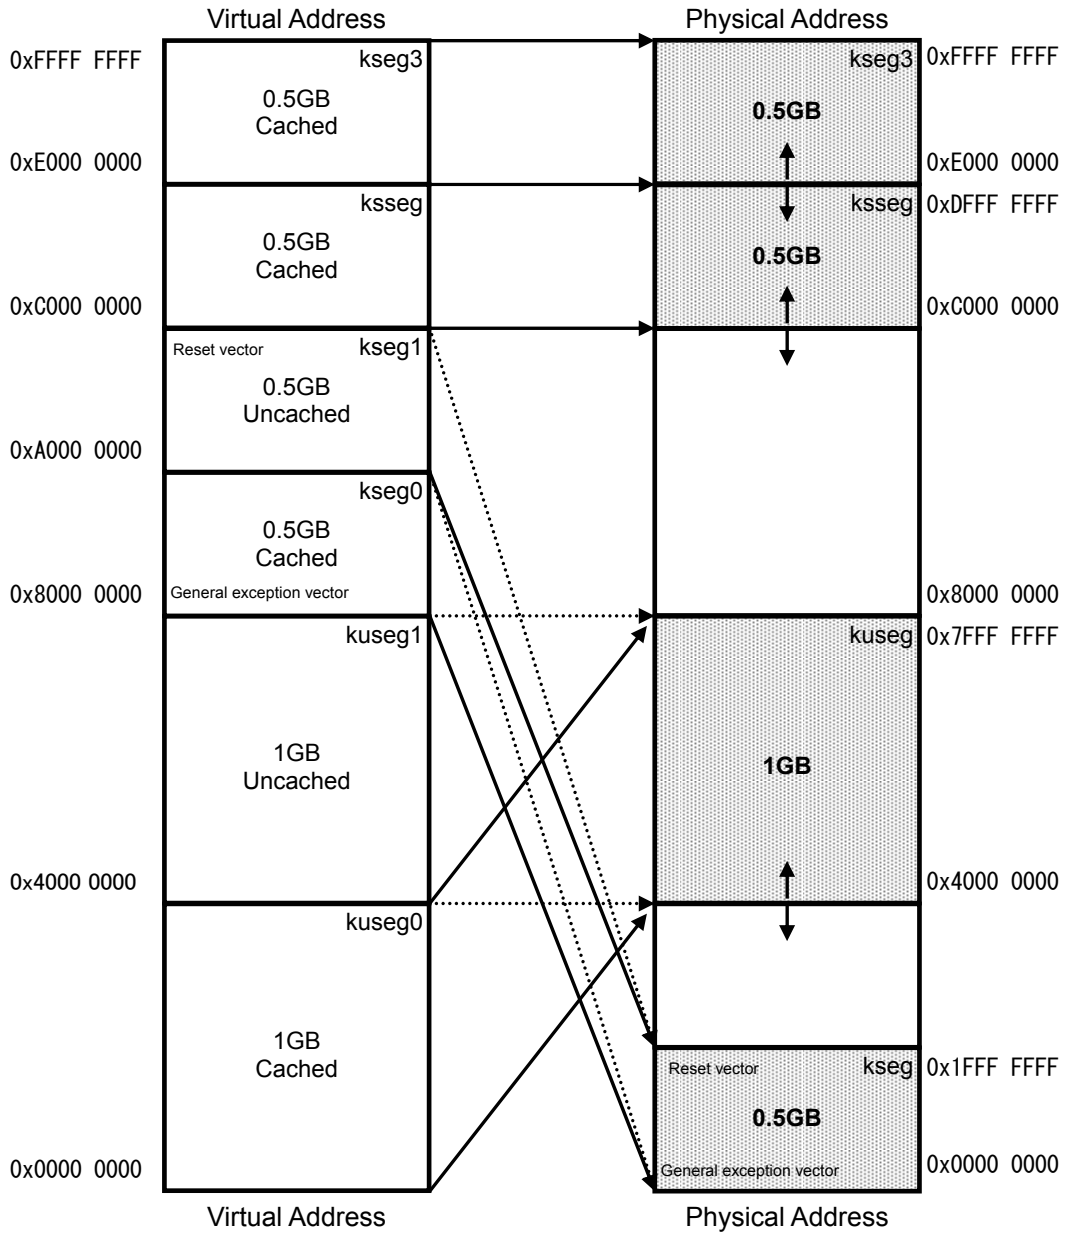 Virtual Address
Physical Address
0xFFFF FFFF
kseg3
kseg3
0xFFFF FFFF
0.5GB
Cached
0.5GB
0xE000 0000
0xE000 0000
ksseg
ksseg
0xDFFF FFFF
0.5GB
Cached
0.5GB
0xC000 0000
0xC000 0000
Reset vector
kseg1
0.5GB
Uncached
0xA000 0000
kseg0
0.5GB
Cached
0x8000 0000
General exception vector
0x8000 0000
kuseg1
kuseg
0x7FFF FFFF
1GB
Uncached
1GB
0x4000 0000
0x4000 0000
kuseg0
1GB
Cached
Reset vector
kseg
0x1FFF FFFF
0.5GB
0x0000 0000
General exception vector
0x0000 0000
Virtual Address
Physical Address